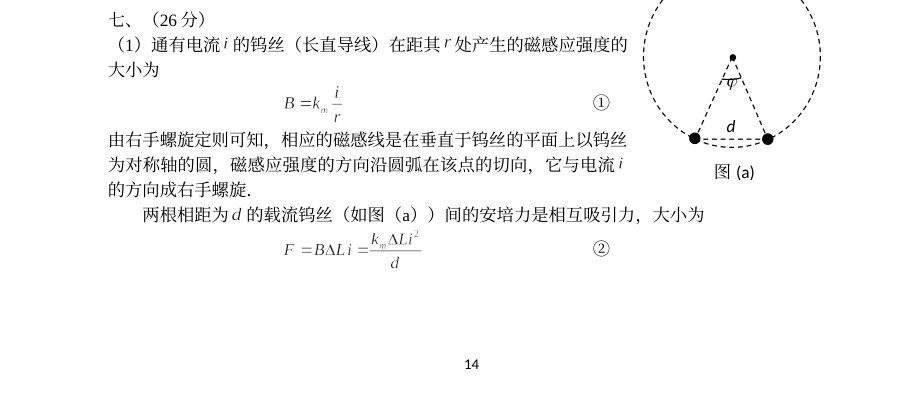 七、（26 分）
（1）通有电流 i 的钨丝（长直导线）在距其 r 处产生的磁感应强度的
大小为
B = k_m i/r ①
φ
d
由右手螺旋定则可知，相应的磁感线是在垂直于钨丝的平面上以钨丝
为对称轴的圆，磁感应强度的方向沿圆弧在该点的切向，它与电流 i
的方向成右手螺旋.
图 (a)
两根相距为 d 的载流钨丝（如图（a））间的安培力是相互吸引力，大小为
F = BΔLi = k_mΔLi²/d ②
14